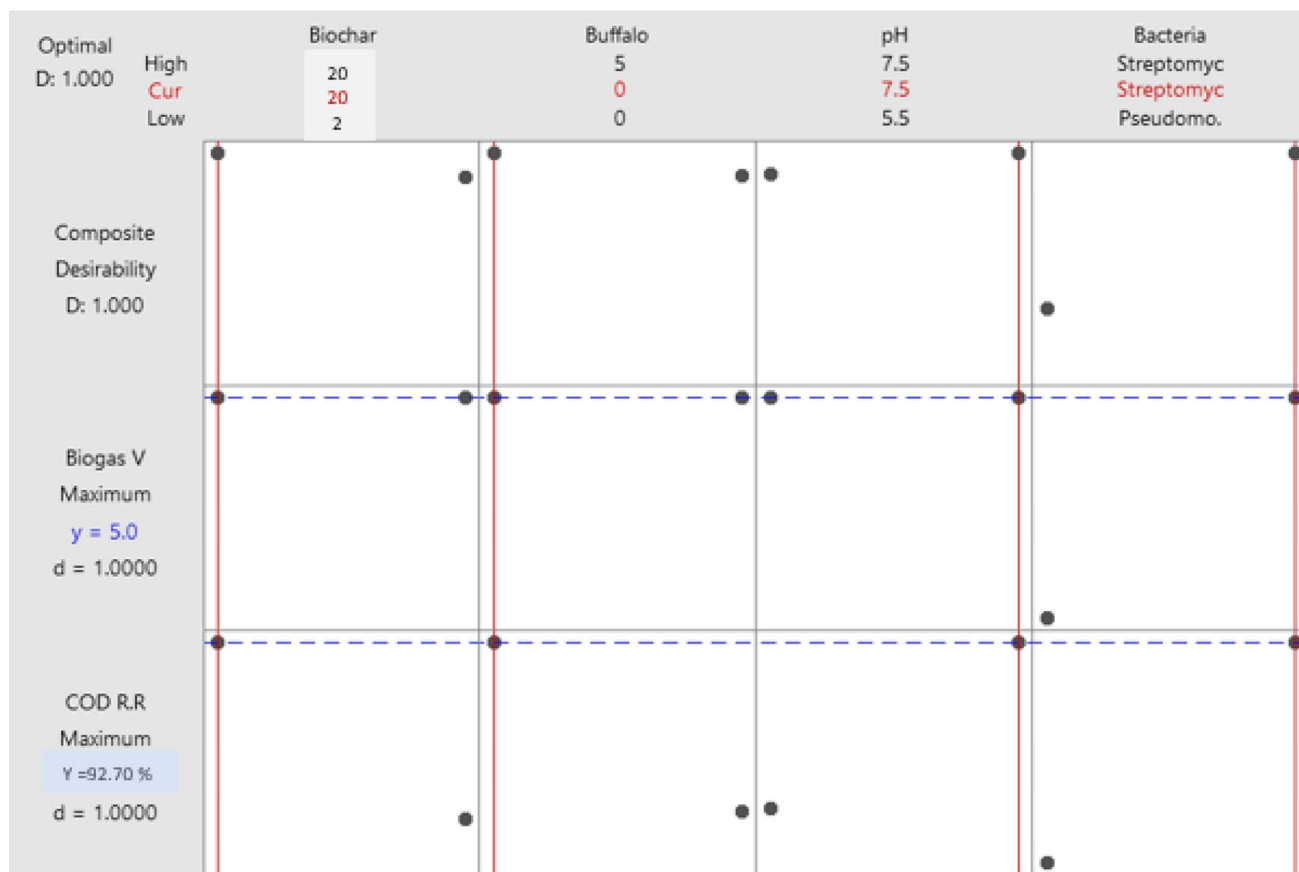 Optimal
D: 1.000
High
Cur
Low
Biochar
20
20
2
Buffalo
5
0
0
pH
7.5
7.5
5.5
Bacteria
Streptomyc
Streptomyc
Pseudomo.
Composite
Desirability
D: 1.000
Biogas V
Maximum
y = 5.0
d = 1.0000
COD R.R
Maximum
Y =92.70 %
d = 1.0000